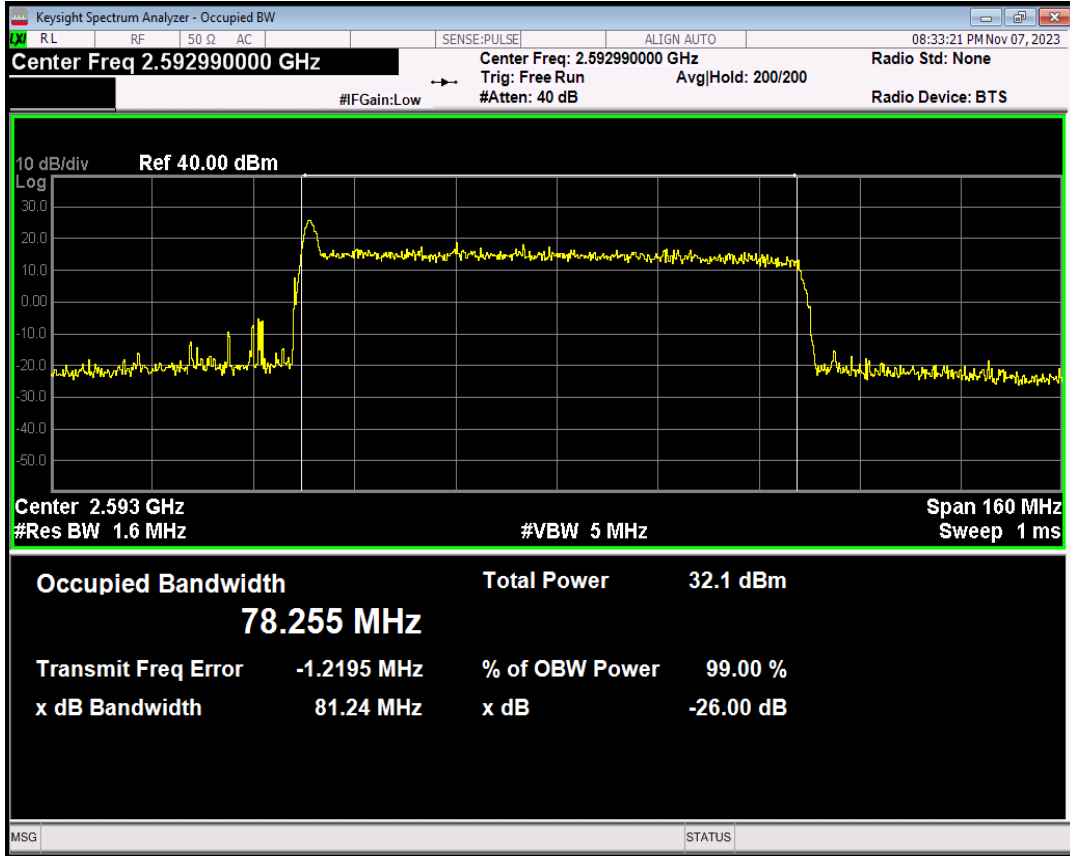 Keysight Spectrum Analyzer - Occupied BW
LXI RL RF 50 Ω AC SENSE:PULSE ALIGN AUTO 08:33:21 PM Nov 07, 2023
Center Freq 2.592990000 GHz
Center Freq: 2.592990000 GHz
Radio Std: None
Trig: Free Run Avg|Hold: 200/200
#IFGain:Low #Atten: 40 dB Radio Device: BTS
10 dB/div Ref 40.00 dBm
Log
30.0
20.0
10.0
0.00
-10.0
-20.0
-30.0
-40.0
-50.0
Center 2.593 GHz Span 160 MHz
#Res BW 1.6 MHz #VBW 5 MHz Sweep 1 ms
Occupied Bandwidth Total Power 32.1 dBm
78.255 MHz
Transmit Freq Error -1.2195 MHz % of OBW Power 99.00 %
x dB Bandwidth 81.24 MHz x dB -26.00 dB
MSG STATUS